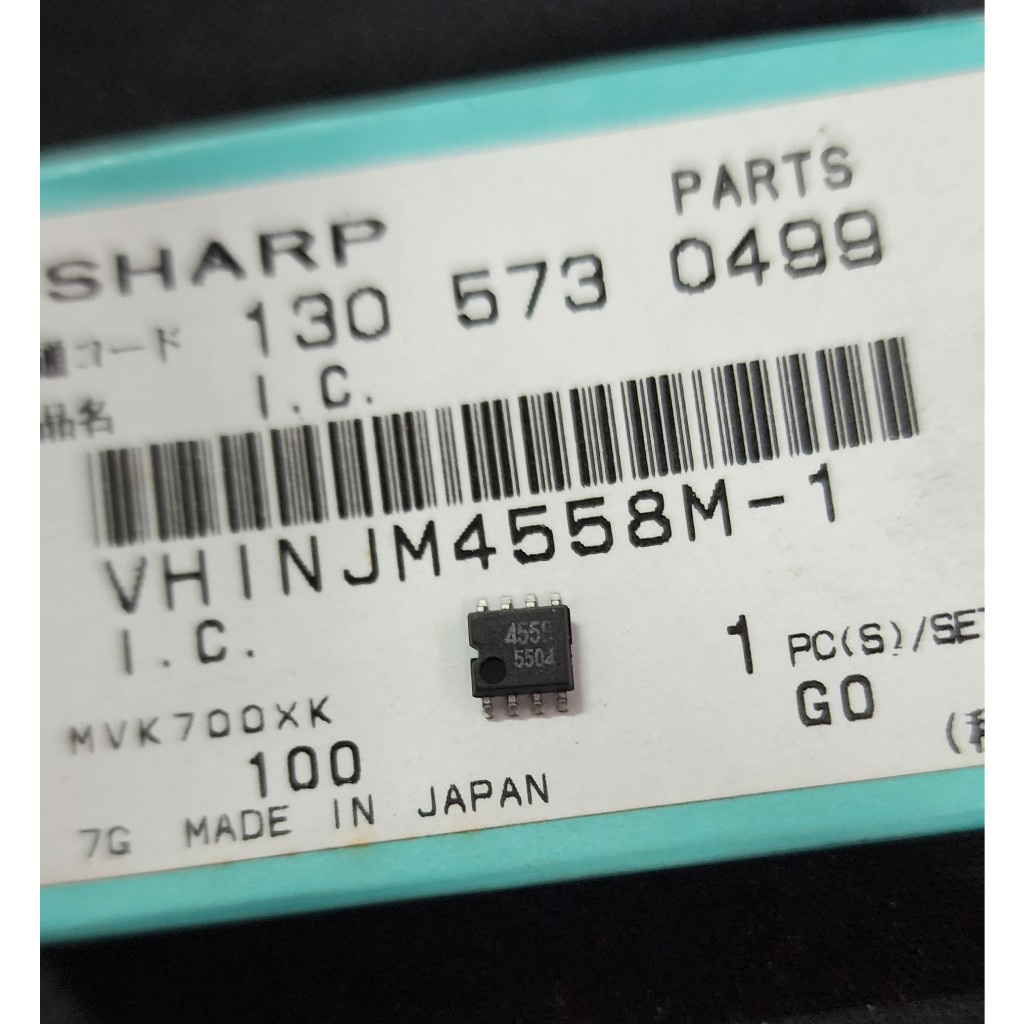 PARTS
SHARP
コード 130 573 0499
品名 I.C.
VHINJM4558M-1
I.C.
4558
5504
1 PC(S)/SET
MVK700XK GO
100
7G MADE IN JAPAN